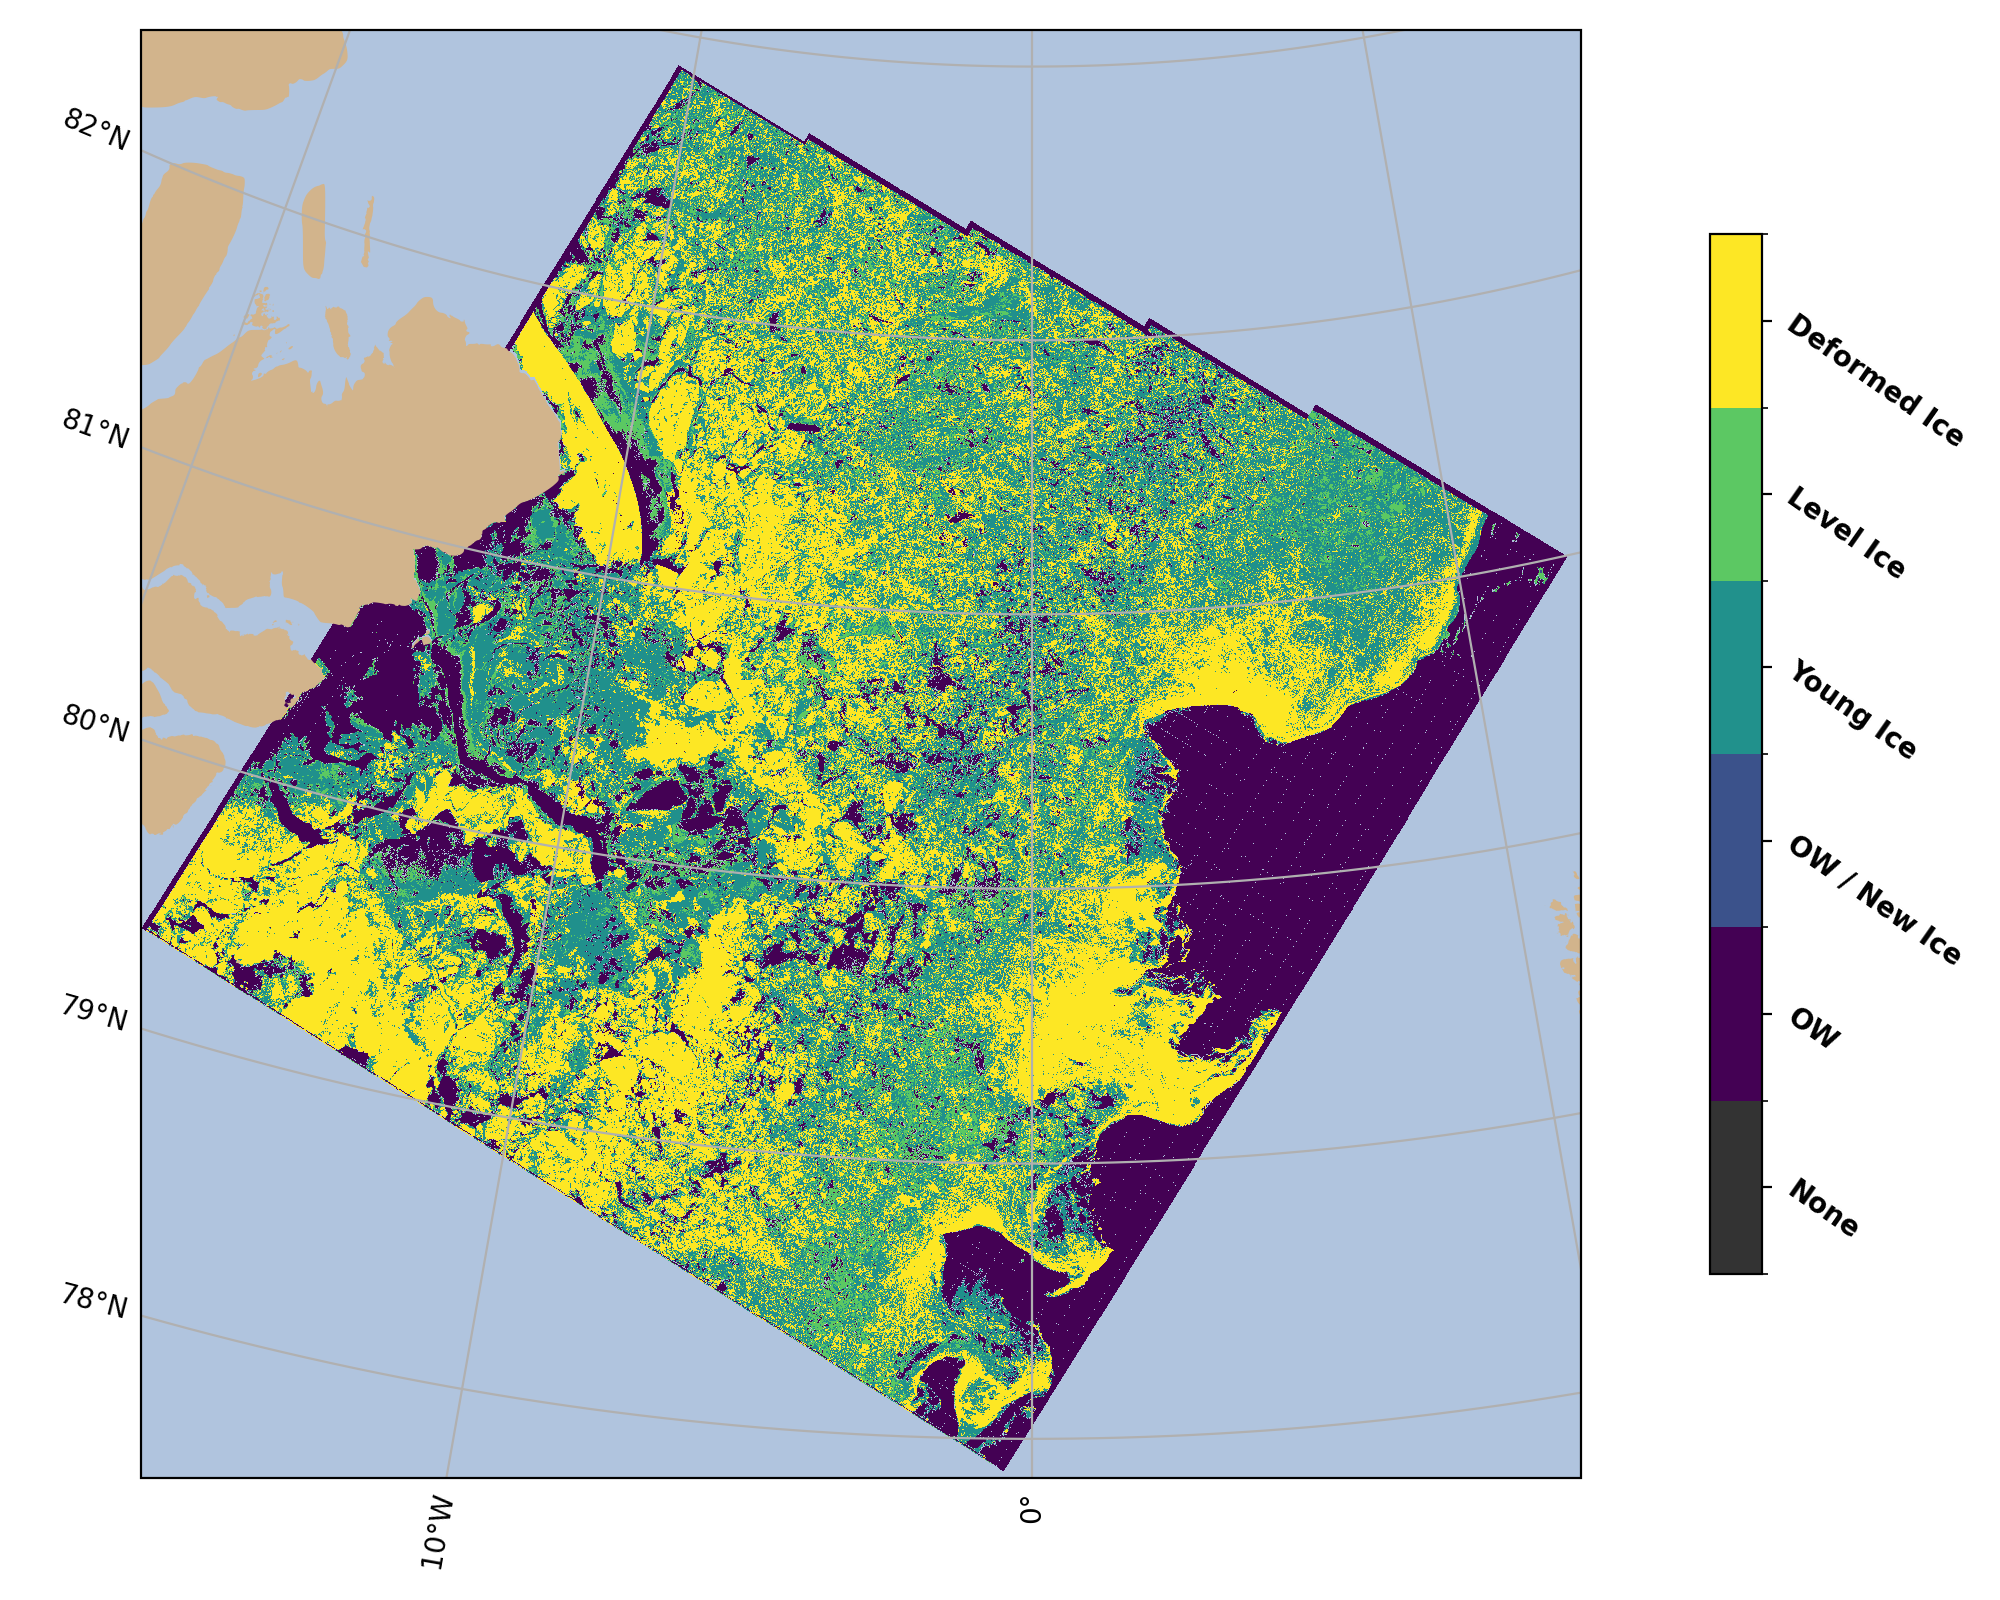 82°N
81°N
80°N
79°N
78°N
10°W
0°
Deformed Ice
Level Ice
Young Ice
OW / New Ice
OW
None